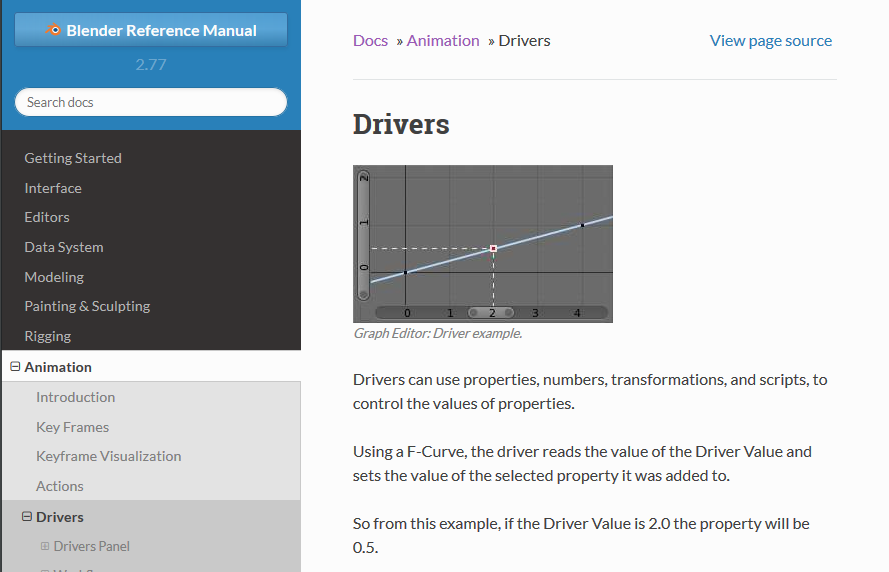 Blender Reference Manual
2.77
Search docs
Getting Started
Interface
Editors
Data System
Modeling
Painting & Sculpting
Rigging
Animation
Introduction
Key Frames
Keyframe Visualization
Actions
Drivers
Drivers Panel
Docs » Animation » Drivers
View page source
Drivers
2
1
0
0 1 2 3 4
Graph Editor: Driver example.
Drivers can use properties, numbers, transformations, and scripts, to
control the values of properties.
Using a F-Curve, the driver reads the value of the Driver Value and
sets the value of the selected property it was added to.
So from this example, if the Driver Value is 2.0 the property will be
0.5.